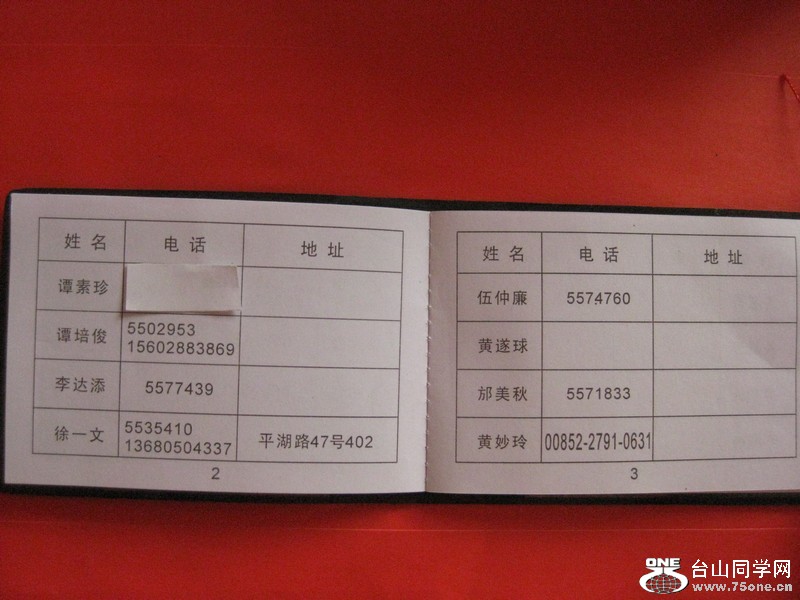 姓名 电话 地址
谭素珍
谭培俊 5502953
15602883869
李达添 5577439
徐一文 5535410
13680504337 平湖路47号402
2
姓名 电话 地址
伍仲廉 5574760
黄遂球
邝美秋 5571833
黄妙玲 00852-2791-0631
3
ONE 台山同学网
www.75one.cn